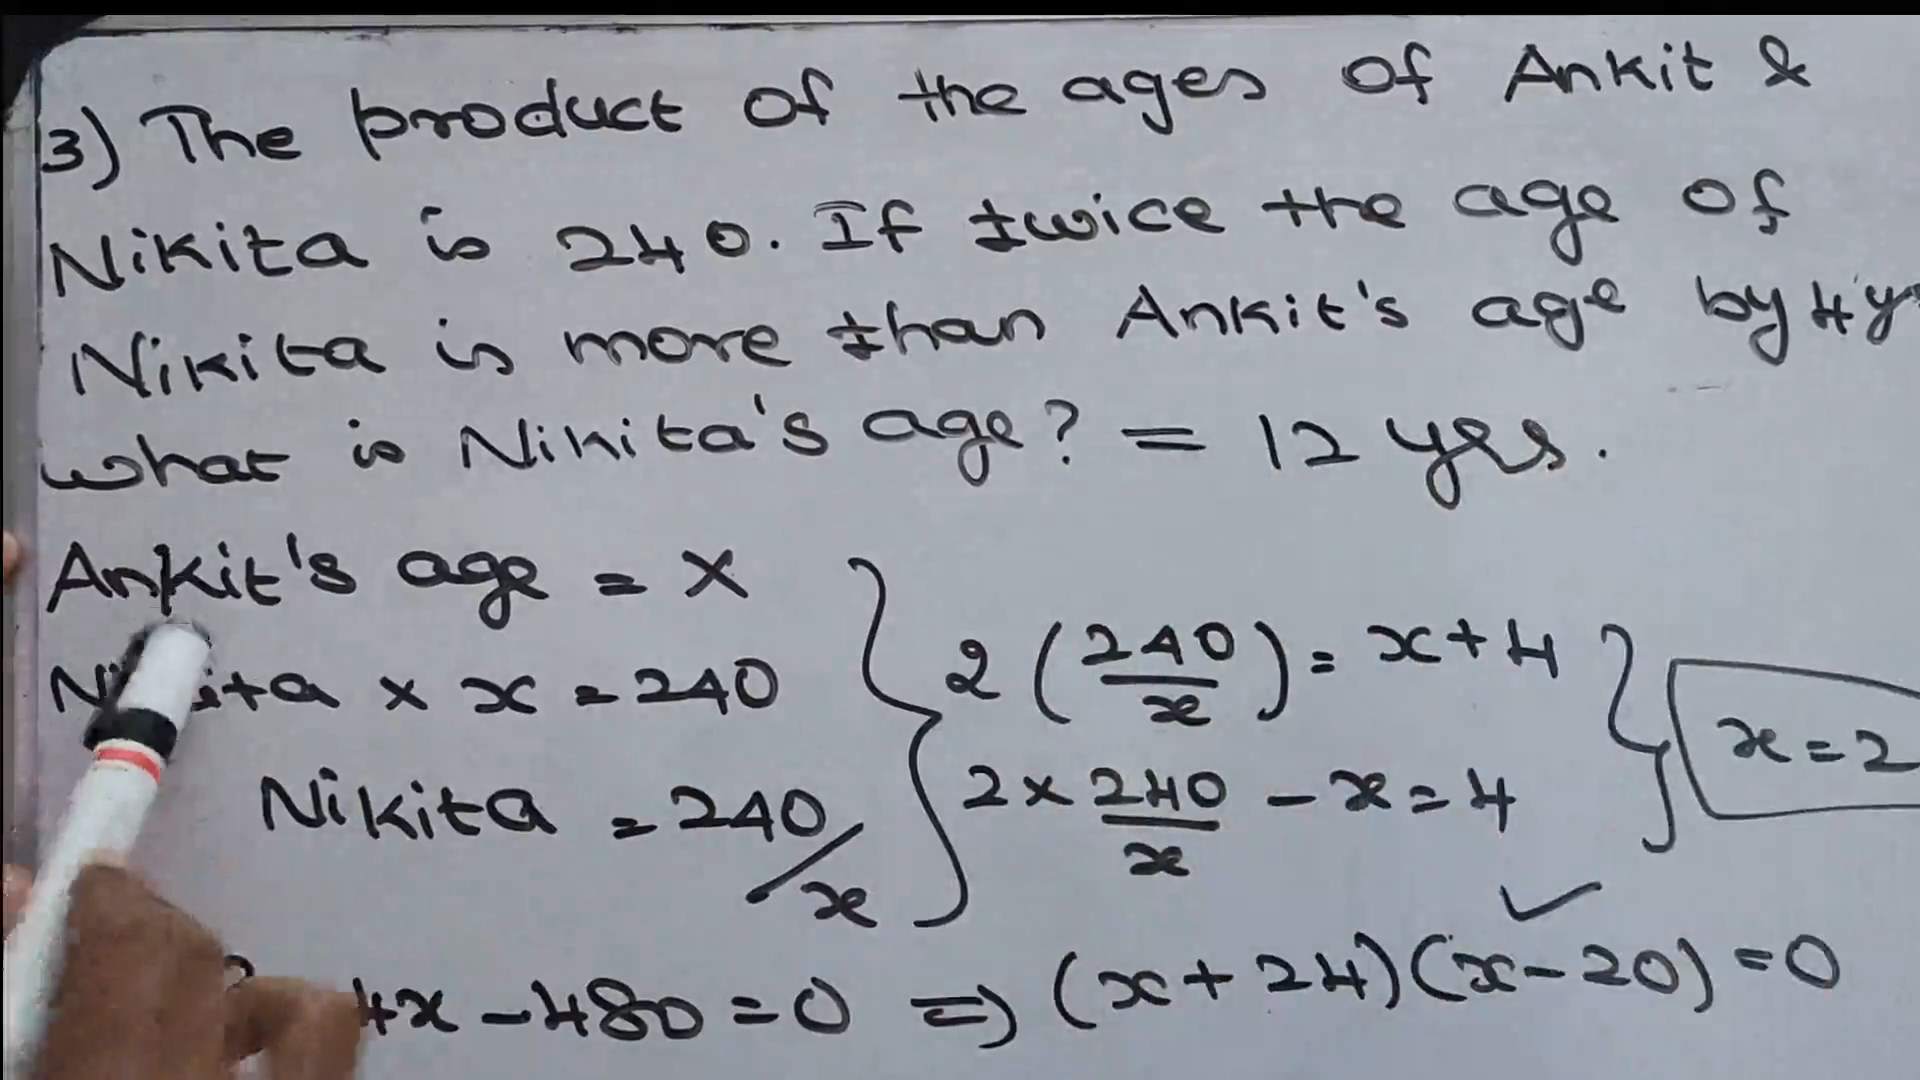 3) The product of the ages of Ankit &
Nikita is 240. If twice the age of
Nikita is more than Ankit's age by 4y
what is Nikita's age? = 12 yrs.
Ankit's age = x
x x = 240
Nikita = 240/x
2 (240/x) = x + 4
2 x 240/x - x = 4
x = 2
4x - 480 = 0 ⇒ (x + 24) (x - 20) = 0
✓